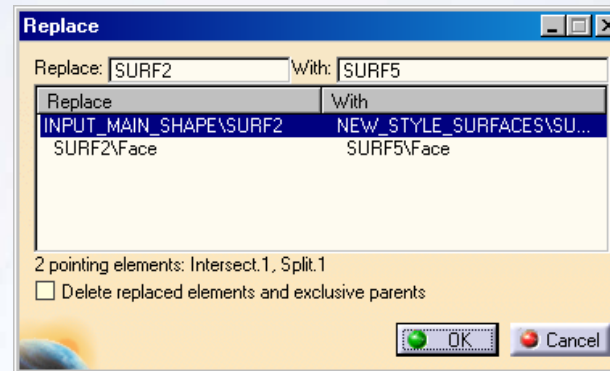 Replace
Replace: SURF2 With: SURF5
Replace With
INPUT_MAIN_SHAPE\SURF2 NEW_STYLE_SURFACES\SU...
SURF2\Face SURF5\Face
2 pointing elements: Intersect.1, Split.1
Delete replaced elements and exclusive parents
OK Cancel